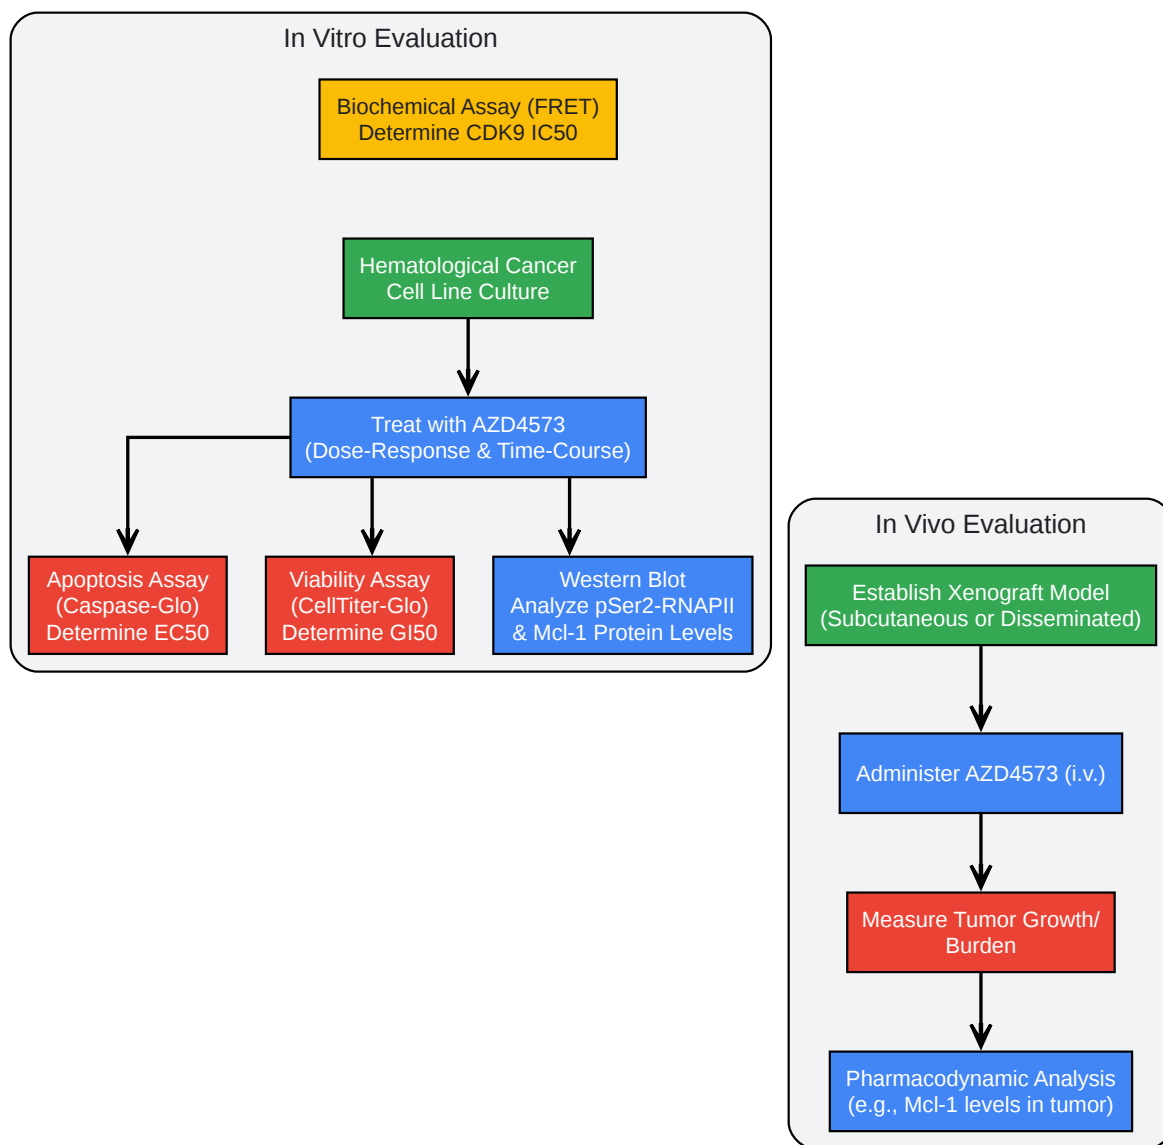 In Vitro Evaluation
Biochemical Assay (FRET)
Determine CDK9 IC50
Hematological Cancer
Cell Line Culture
Treat with AZD4573
(Dose-Response & Time-Course)
Apoptosis Assay
(Caspase-Glo)
Determine EC50
Viability Assay
(CellTiter-Glo)
Determine GI50
Western Blot
Analyze pSer2-RNAPII
& Mcl-1 Protein Levels
In Vivo Evaluation
Establish Xenograft Model
(Subcutaneous or Disseminated)
Administer AZD4573 (i.v.)
Measure Tumor Growth/
Burden
Pharmacodynamic Analysis
(e.g., Mcl-1 levels in tumor)